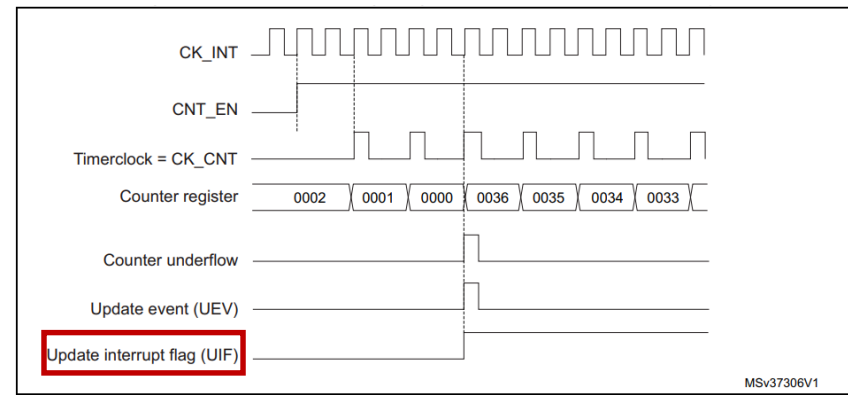 CK_INT
CNT_EN
Timerclock = CK_CNT
Counter register 0002 0001 0000 0036 0035 0034 0033
Counter underflow
Update event (UEV)
Update interrupt flag (UIF)
MSv37306V1